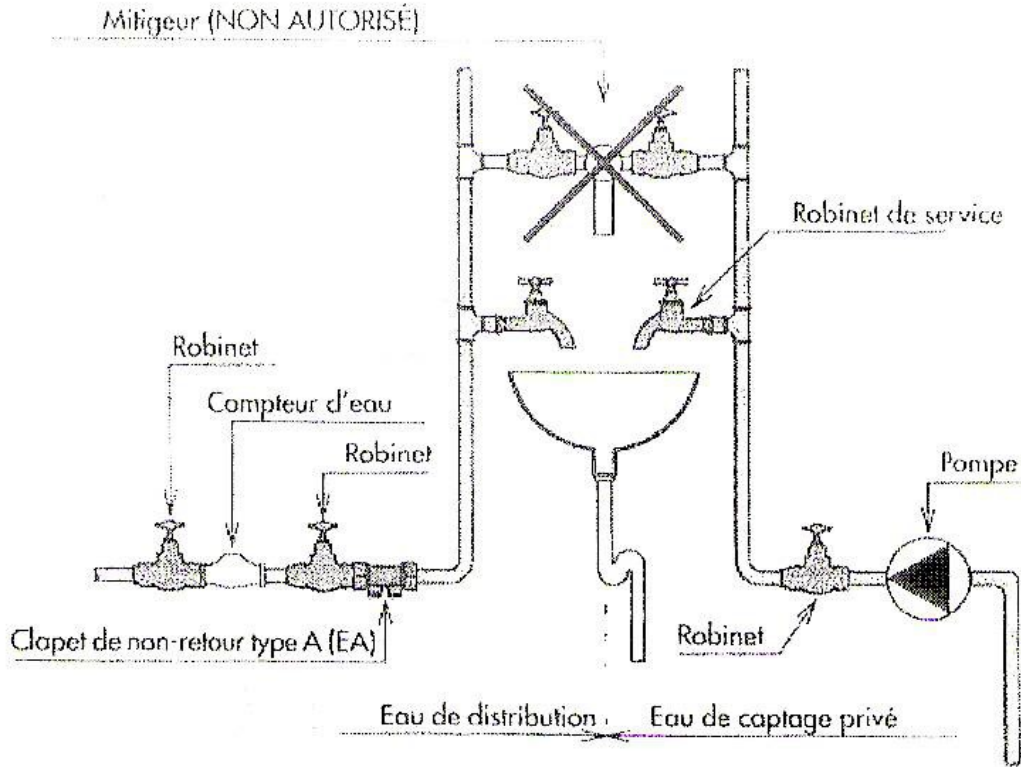 Mitigeur (NON AUTORISÉ)
Robinet de service
Robinet
Compteur d'eau
Robinet
Pompe
Clapet de non-retour type A (EA)
Robinet
Eau de distribution
Eau de captage privé